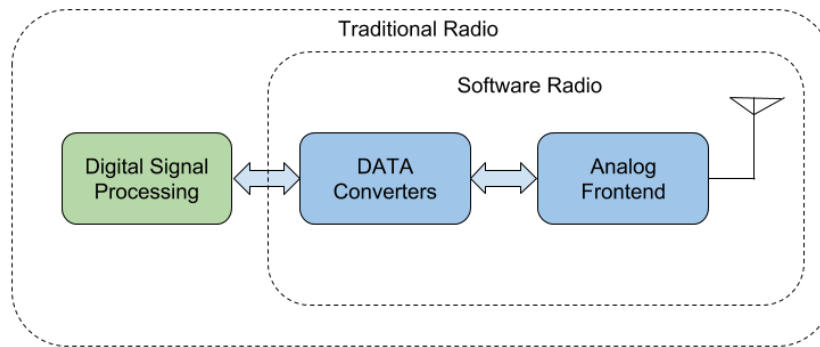 Traditional Radio
Software Radio
Digital Signal
Processing
DATA
Converters
Analog
Frontend